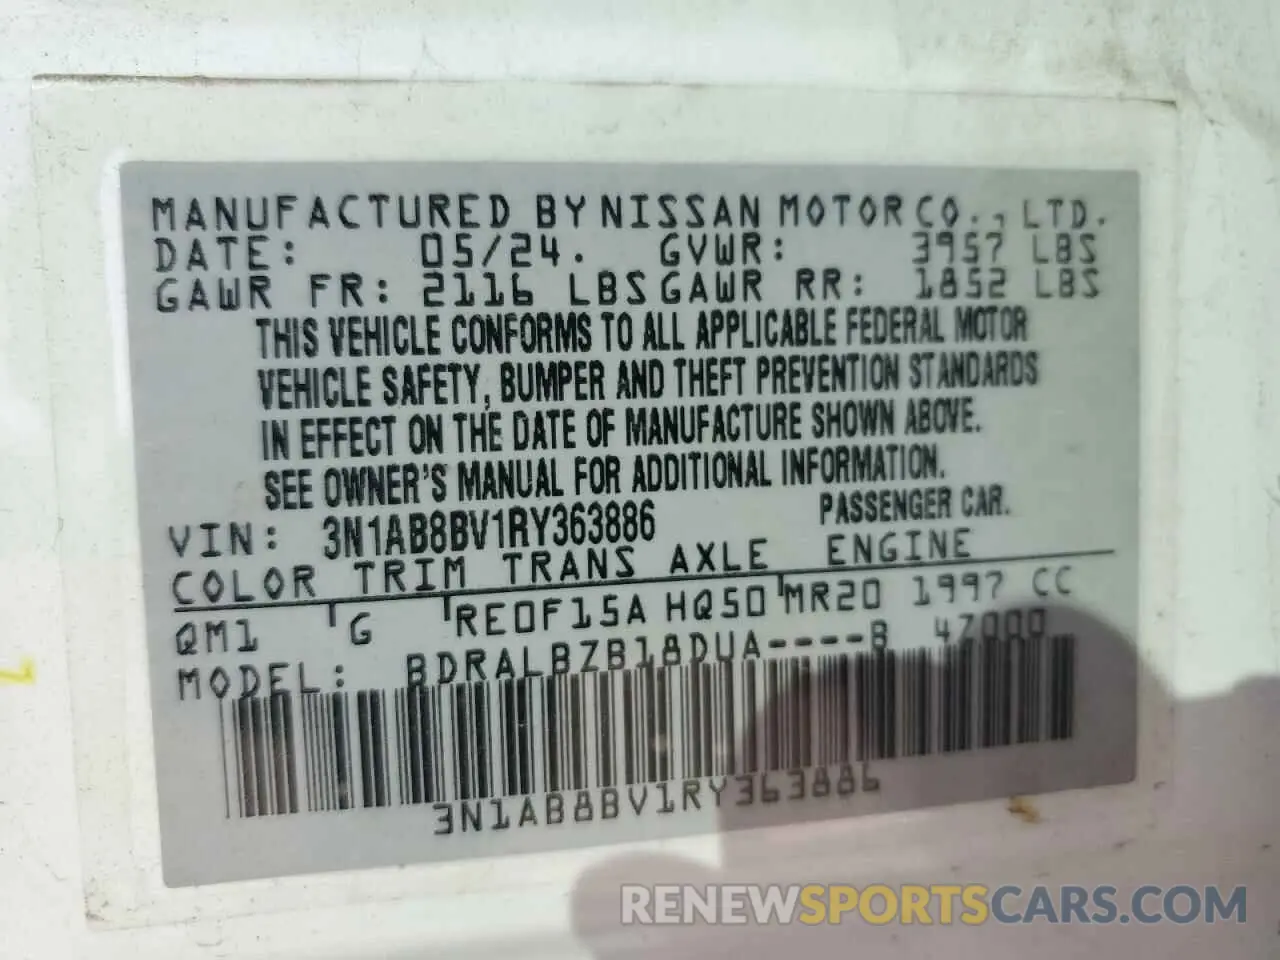 MANUFACTURED BY NISSAN MOTOR CO., LTD.
DATE: 05/24. GVWR: 3957 LBS
GAWR FR: 2116 LBS GAWR RR: 1852 LBS
THIS VEHICLE CONFORMS TO ALL APPLICABLE FEDERAL MOTOR
VEHICLE SAFETY, BUMPER AND THEFT PREVENTION STANDARDS
IN EFFECT ON THE DATE OF MANUFACTURE SHOWN ABOVE.
SEE OWNER'S MANUAL FOR ADDITIONAL INFORMATION.
VIN: 3N1AB8BV1RY363886 PASSENGER CAR.
COLOR TRIM TRANS AXLE ENGINE
QM1 G RE0F15A HQ50 MR20 1997 CC
MODEL: BDRALBZB18DUA----B 4Z000
3N1AB8BV1RY363886
RENEWSPORTSCARS.COM